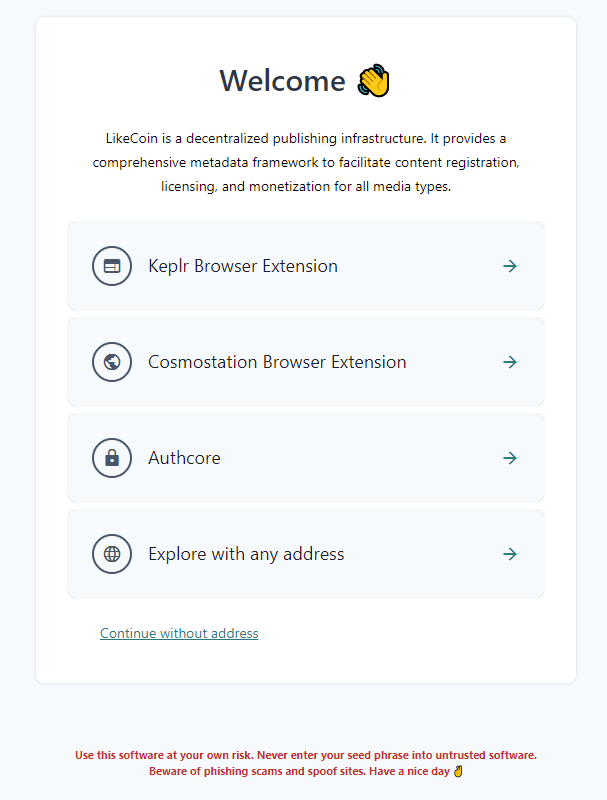 Welcome 👋
LikeCoin is a decentralized publishing infrastructure. It provides a
comprehensive metadata framework to facilitate content registration,
licensing, and monetization for all media types.
Keplr Browser Extension
Cosmostation Browser Extension
Authcore
Explore with any address
Continue without address
Use this software at your own risk. Never enter your seed phrase into untrusted software.
Beware of phishing scams and spoof sites. Have a nice day ✌